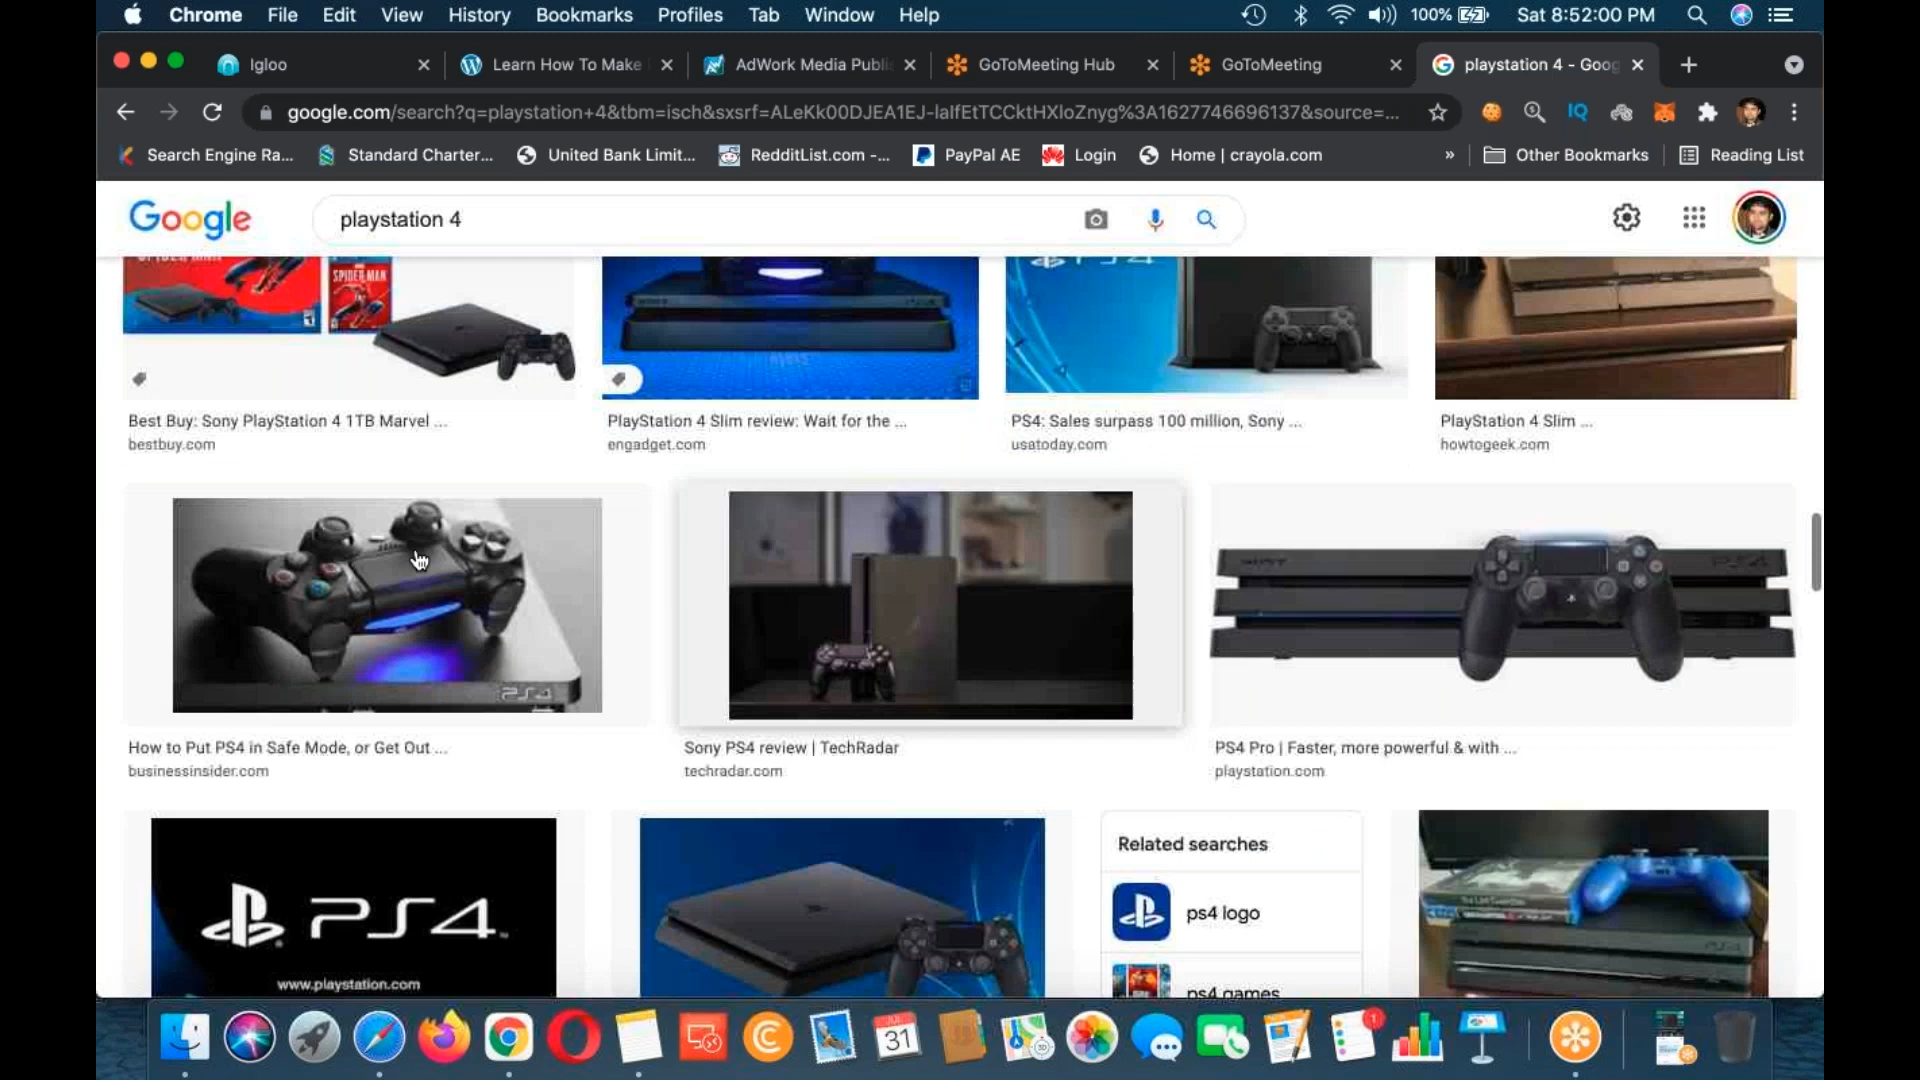 Chrome File Edit View History Bookmarks Profiles Tab Window Help 100% Sat 8:52:00 PM
Igloo Learn How To Make AdWork Media Publi GoToMeeting Hub GoToMeeting playstation 4 - Goog
google.com/search?q=playstation+4&tbm=isch&sxsrf=ALeKk00DJEA1EJ-laIfEtTCCktHXloZnyg%3A1627746696137&source=...
Search Engine Ra... Standard Charter... United Bank Limit... RedditList.com -... PayPal AE Login Home | crayola.com » Other Bookmarks Reading List
Google playstation 4
SPIDER-MAN
Best Buy: Sony PlayStation 4 1TB Marvel ...
bestbuy.com
PlayStation 4 Slim review: Wait for the ...
engadget.com
PS4: Sales surpass 100 million, Sony ...
usatoday.com
PlayStation 4 Slim ...
howtogeek.com
PS4
SONY PS4
How to Put PS4 in Safe Mode, or Get Out ...
businessinsider.com
Sony PS4 review | TechRadar
techradar.com
PS4 Pro | Faster, more powerful & with ...
playstation.com
PS4
www.playstation.com
Related searches
ps4 logo
ps4 games
PS4
JUL
31
1